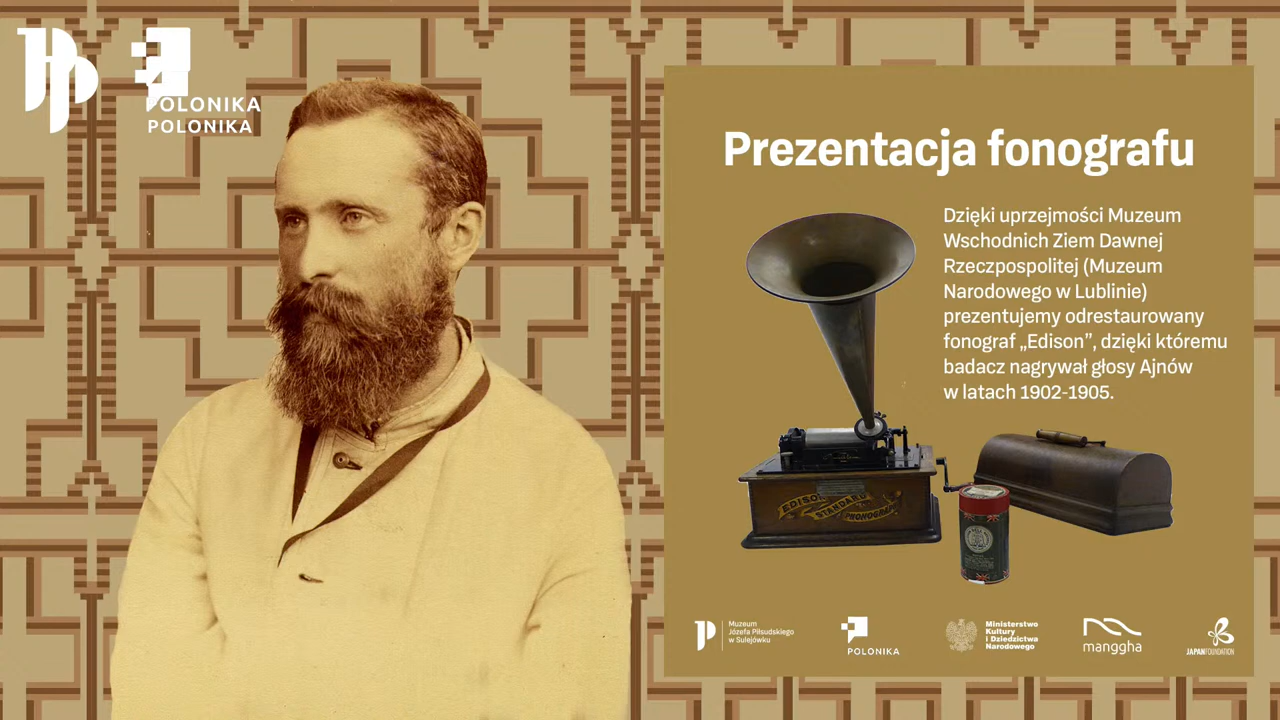 POLONIKA
POLONIKA
Prezentacja fonografu
Dzięki uprzejmości Muzeum
Wschodnich Ziem Dawnej
Rzeczpospolitej (Muzeum
Narodowego w Lublinie)
prezentujemy odrestaurowany
fonograf „Edison”, dzięki któremu
badacz nagrywał głosy Ajnów
w latach 1902-1905.
EDISON
STANDARD
PHONOGRAPH
Muzeum
Józefa Piłsudskiego
w Sulejówku
POLONIKA
Ministerstwo
Kultury
i Dziedzictwa
Narodowego
manggha
JAPANFOUNDATION